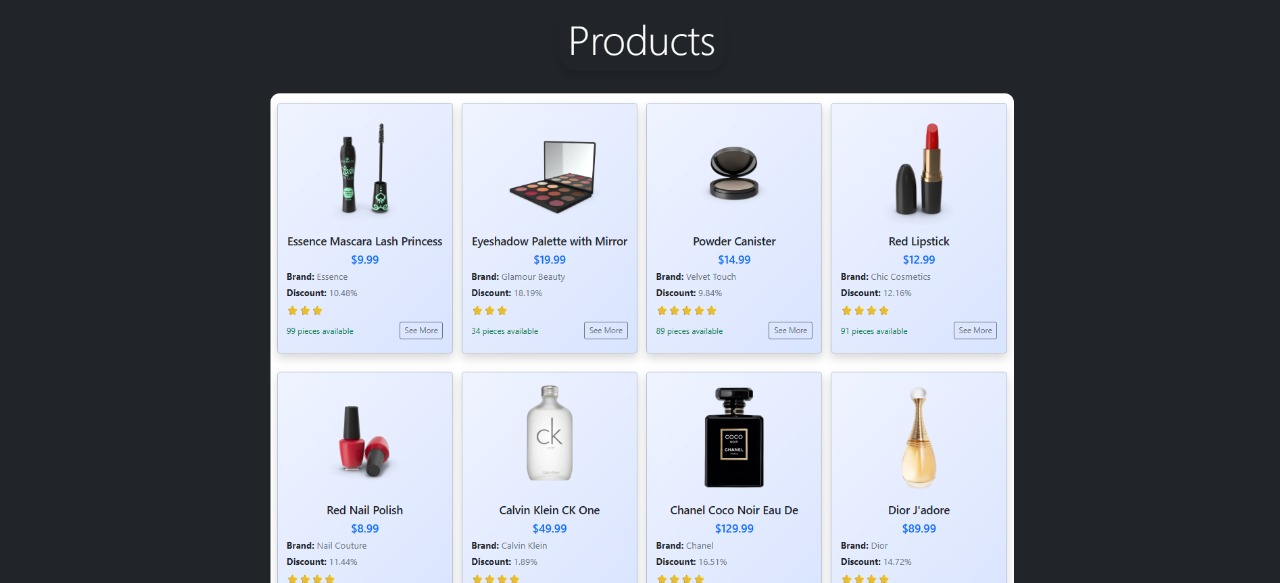 Products
Essence Mascara Lash Princess
$9.99
Brand: Essence
Discount: 10.48%
99 pieces available
See More
Eyeshadow Palette with Mirror
$19.99
Brand: Glamour Beauty
Discount: 18.19%
34 pieces available
See More
Powder Canister
$14.99
Brand: Velvet Touch
Discount: 9.84%
89 pieces available
See More
Red Lipstick
$12.99
Brand: Chic Cosmetics
Discount: 12.16%
91 pieces available
See More
Red Nail Polish
$8.99
Brand: Nail Couture
Discount: 11.44%
ck
Calvin Klein CK One
$49.99
Brand: Calvin Klein
Discount: 1.89%
COCO
NOIR
CHANEL
Chanel Coco Noir Eau De
$129.99
Brand: Chanel
Discount: 16.51%
Dior J'adore
$89.99
Brand: Dior
Discount: 14.72%